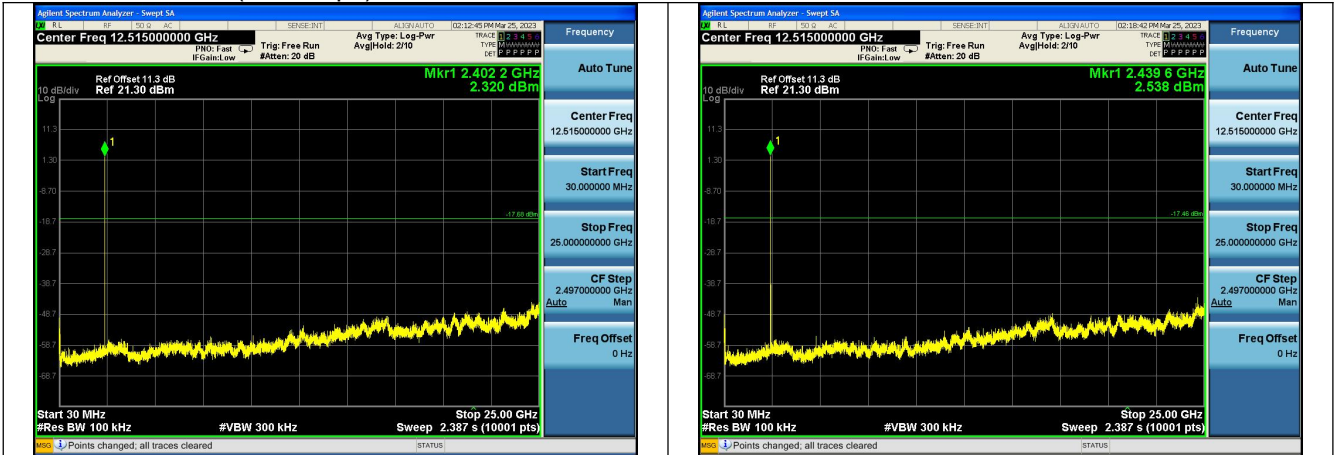 Agilent Spectrum Analyzer - Swept SA
RL RF 50 Ω AC SENSE:INT ALIGN AUTO 02:12:45 PM Mar 25, 2023
Center Freq 12.515000000 GHz
PNO: Fast
IFGain:Low
Trig: Free Run
#Atten: 20 dB
Avg Type: Log-Pwr
Avg|Hold: 2/10
TRACE 1 2 3 4 5 6
TYPE M
DET P P P P P P
Ref Offset 11.3 dB
Ref 21.30 dBm
10 dB/div
Log
Mkr1 2.402 2 GHz
2.320 dBm
1
11.3
1.30
-8.70
-18.7
-28.7
-38.7
-48.7
-58.7
-68.7
-17.68 dBm
Start 30 MHz
Stop 25.00 GHz
#Res BW 100 kHz
#VBW 300 kHz
Sweep 2.387 s (10001 pts)
MSG Points changed; all traces cleared
STATUS
Frequency
Auto Tune
Center Freq
12.515000000 GHz
Start Freq
30.000000 MHz
Stop Freq
25.000000000 GHz
CF Step
2.497000000 GHz
Auto Man
Freq Offset
0 Hz
Agilent Spectrum Analyzer - Swept SA
RL RF 50 Ω AC SENSE:INT ALIGN AUTO 02:18:42 PM Mar 25, 2023
Center Freq 12.515000000 GHz
PNO: Fast
IFGain:Low
Trig: Free Run
#Atten: 20 dB
Avg Type: Log-Pwr
Avg|Hold: 2/10
TRACE 1 2 3 4 5 6
TYPE M
DET P P P P P P
Ref Offset 11.3 dB
Ref 21.30 dBm
10 dB/div
Log
Mkr1 2.439 6 GHz
2.538 dBm
1
11.3
1.30
-8.70
-18.7
-28.7
-38.7
-48.7
-58.7
-68.7
-17.46 dBm
Start 30 MHz
Stop 25.00 GHz
#Res BW 100 kHz
#VBW 300 kHz
Sweep 2.387 s (10001 pts)
MSG Points changed; all traces cleared
STATUS
Frequency
Auto Tune
Center Freq
12.515000000 GHz
Start Freq
30.000000 MHz
Stop Freq
25.000000000 GHz
CF Step
2.497000000 GHz
Auto Man
Freq Offset
0 Hz